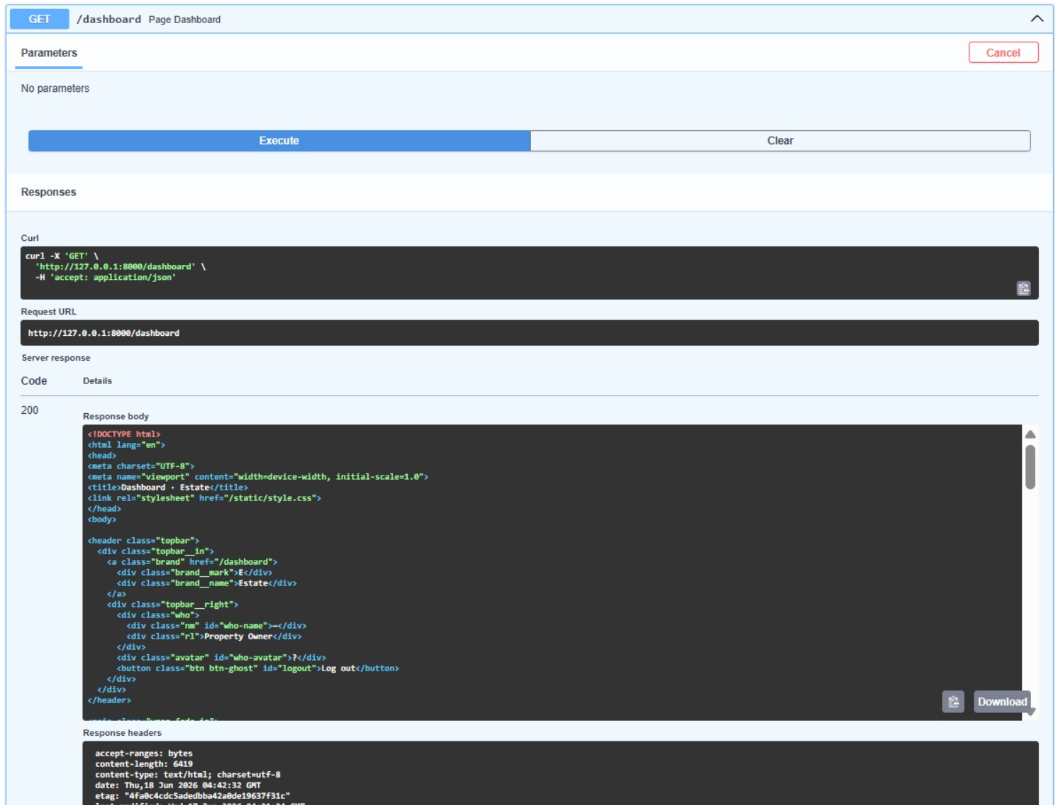 GET /dashboard Page Dashboard
Parameters
Cancel
No parameters
Execute
Clear
Responses
Curl
curl -X 'GET' \
  'http://127.0.0.1:8000/dashboard' \
  -H 'accept: application/json'
Request URL
http://127.0.0.1:8000/dashboard
Server response
Code Details
200
Response body
<!DOCTYPE html>
<html lang="en">
<head>
<meta charset="UTF-8">
<meta name="viewport" content="width=device-width, initial-scale=1.0">
<title>Dashboard · Estate</title>
<link rel="stylesheet" href="/static/style.css">
</head>
<body>
<header class="topbar">
  <div class="topbar__in">
    <a class="brand" href="/dashboard">
      <div class="brand__mark">E</div>
      <div class="brand__name">Estate</div>
    </a>
    <div class="topbar__right">
      <div class="who">
        <div class="nm" id="who-name">—</div>
        <div class="rl">Property Owner</div>
      </div>
      <div class="avatar" id="who-avatar">?</div>
      <button class="btn btn-ghost" id="logout">Log out</button>
    </div>
  </div>
</header>
Download
Response headers
accept-ranges: bytes
content-length: 6419
content-type: text/html; charset=utf-8
date: Thu,18 Jun 2026 04:42:32 GMT
etag: "4fa0c4cdc5adedbba42a0de19637f31c"